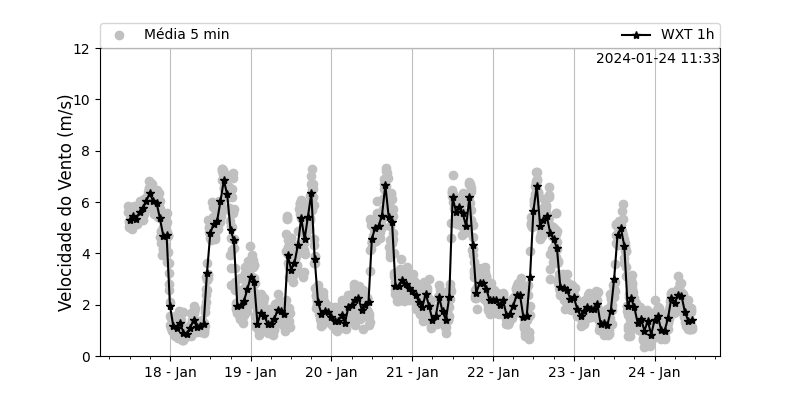 Média 5 min
WXT 1h
2024-01-24 11:33
Velocidade do Vento (m/s)
12
10
8
6
4
2
0
18 - Jan
19 - Jan
20 - Jan
21 - Jan
22 - Jan
23 - Jan
24 - Jan